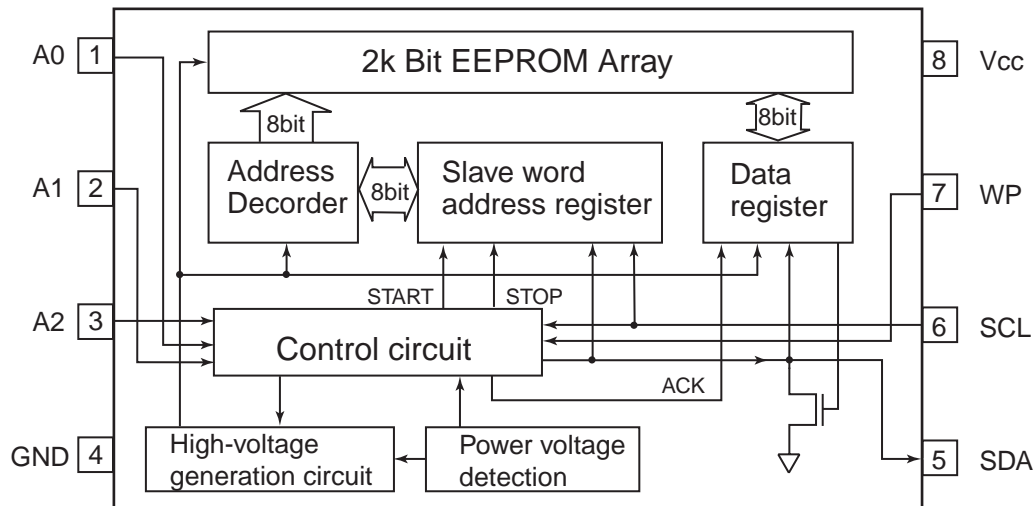 A0 1
2k Bit EEPROM Array
8 Vcc
8bit
8bit
A1 2
Address
Decorder
8bit
Slave word
address register
Data
register
7 WP
START
STOP
A2 3
Control circuit
6 SCL
ACK
GND 4
High-voltage
generation circuit
Power voltage
detection
5 SDA